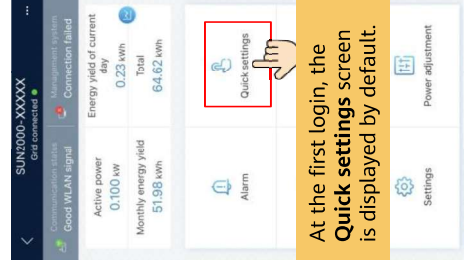 SUN2000-XXXXX
Grid connected
Communication status
Good WLAN signal
Management system
Connection failed
Active power
0.100 kW
Energy yield of current
day
0.23 kWh
Monthly energy yield
51.98 kWh
Total
64.62 kWh
Alarm
Quick settings
At the first login, the
Quick settings screen
is displayed by default.
Settings
Power adjustment